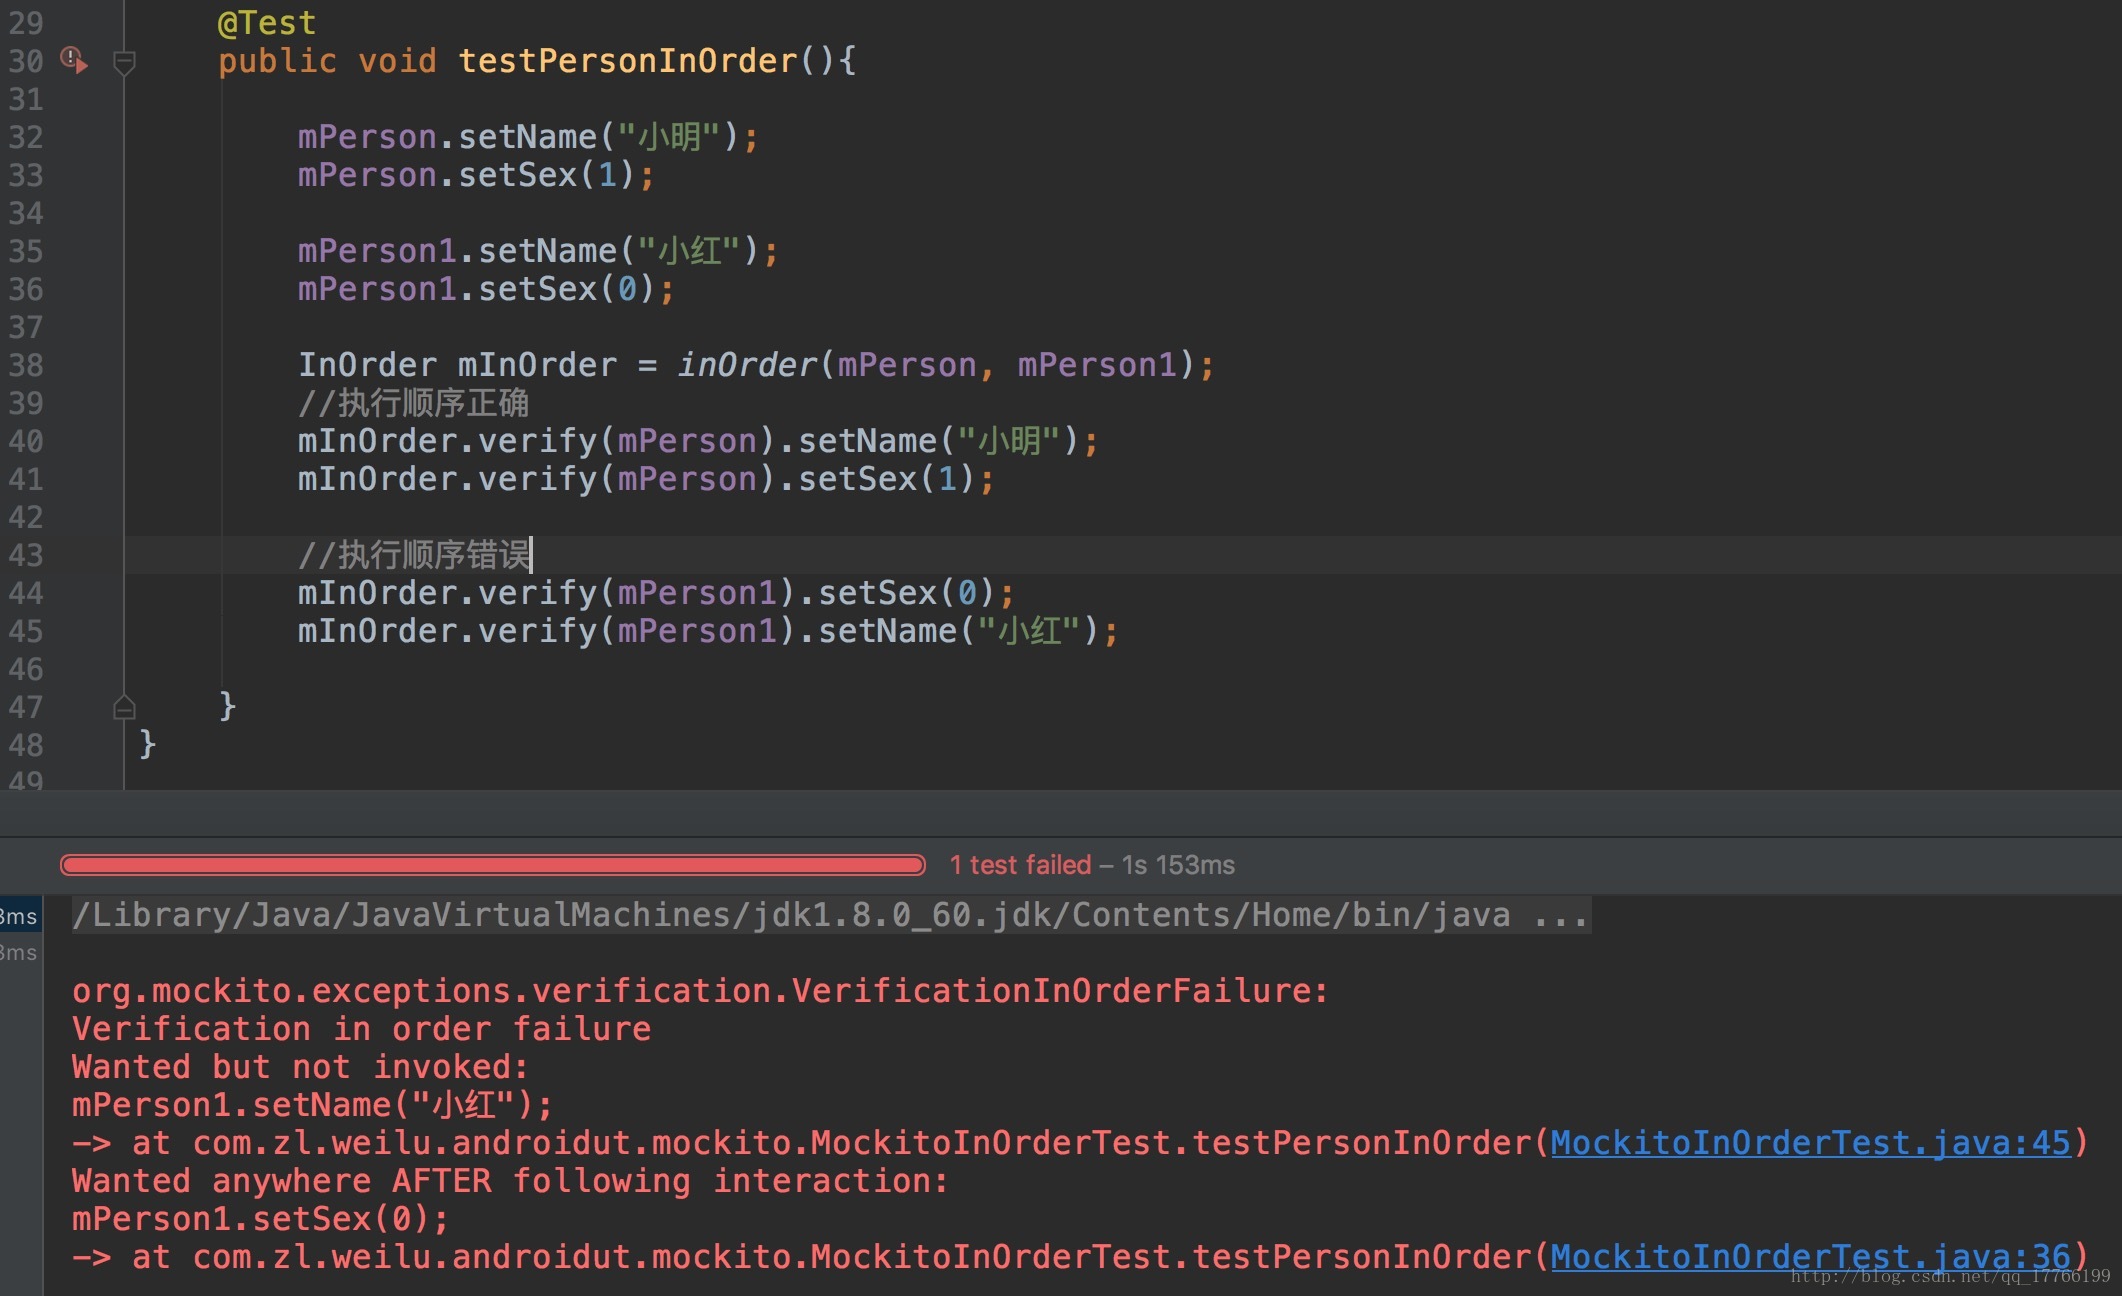 29 @Test
30 public void testPersonInOrder(){
31
32 mPerson.setName("小明");
33 mPerson.setSex(1);
34
35 mPerson1.setName("小红");
36 mPerson1.setSex(0);
37
38 InOrder mInOrder = inOrder(mPerson, mPerson1);
39 //执行顺序正确
40 mInOrder.verify(mPerson).setName("小明");
41 mInOrder.verify(mPerson).setSex(1);
42
43 //执行顺序错误
44 mInOrder.verify(mPerson1).setSex(0);
45 mInOrder.verify(mPerson1).setName("小红");
46
47 }
48 }
49
1 test failed – 1s 153ms
3ms /Library/Java/JavaVirtualMachines/jdk1.8.0_60.jdk/Contents/Home/bin/java ...
3ms
org.mockito.exceptions.verification.VerificationInOrderFailure:
Verification in order failure
Wanted but not invoked:
mPerson1.setName("小红");
-> at com.zl.weilu.androidut.mockito.MockitoInOrderTest.testPersonInOrder(MockitoInOrderTest.java:45)
Wanted anywhere AFTER following interaction:
mPerson1.setSex(0);
-> at com.zl.weilu.androidut.mockito.MockitoInOrderTest.testPersonInOrder(MockitoInOrderTest.java:36)
http://blog.csdn.net/qq_17766199